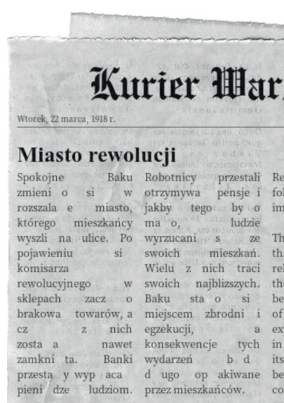 Kurier War
Wtorek, 22 marca, 1918 r.
Miasto rewolucji
Spokojne Baku
zmieni o si w
rozszala e miasto,
którego mieszkańcy
wyszli na ulice. Po
pojawieniu si
komisarza
rewolucyjnego w
sklepach zacz o
brakowa towarów, a
cz z nich
zosta a nawet
zamkni ta. Banki
przesta y wyp aca
pieni dze ludziom.
Robotnicy przestali
otrzymywa pensje i
jakby tego by o
ma o, ludzie
wyrzucani s ze
swoich mieszkań.
Wielu z nich traci
swoich najbliższych.
Baku sta o si
miejscem zbrodni i
egzekucji, a
konsekwencje tych
wydarzeń b d
d ugo op akiwane
przez mieszkańców.
Re
fol
im
Th
th
rel
the
be
of
ex
in
its
be
co